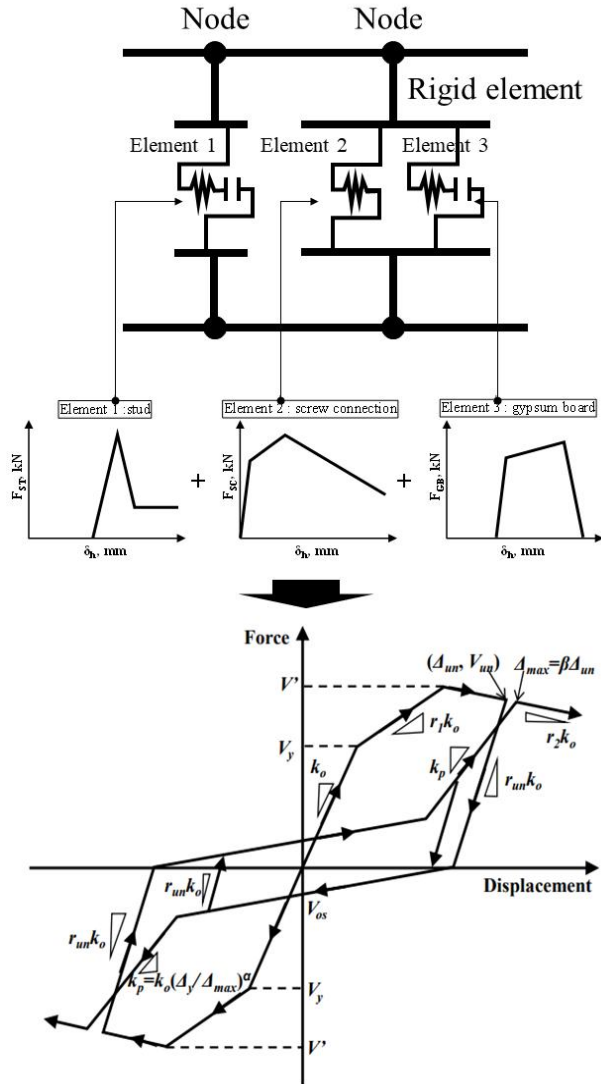 Node Node
Rigid element
Element 1 Element 2 Element 3
Element 1 :stud
Element 2 : screw connection
Element 3 : gypsum board
F_ST, kN
δ_h, mm
+
F_SC, kN
δ_h, mm
+
F_GB, kN
δ_h, mm
Force
(Δ_un, V_un) Δ_max=βΔ_un
V'
r_1k_o
r_2k_o
V_y
k_o
k_p
r_unk_o
Displacement
r_unk_o
V_os
r_unk_o
k_p=k_o(Δ_y/Δ_max)^α
V_y
V'